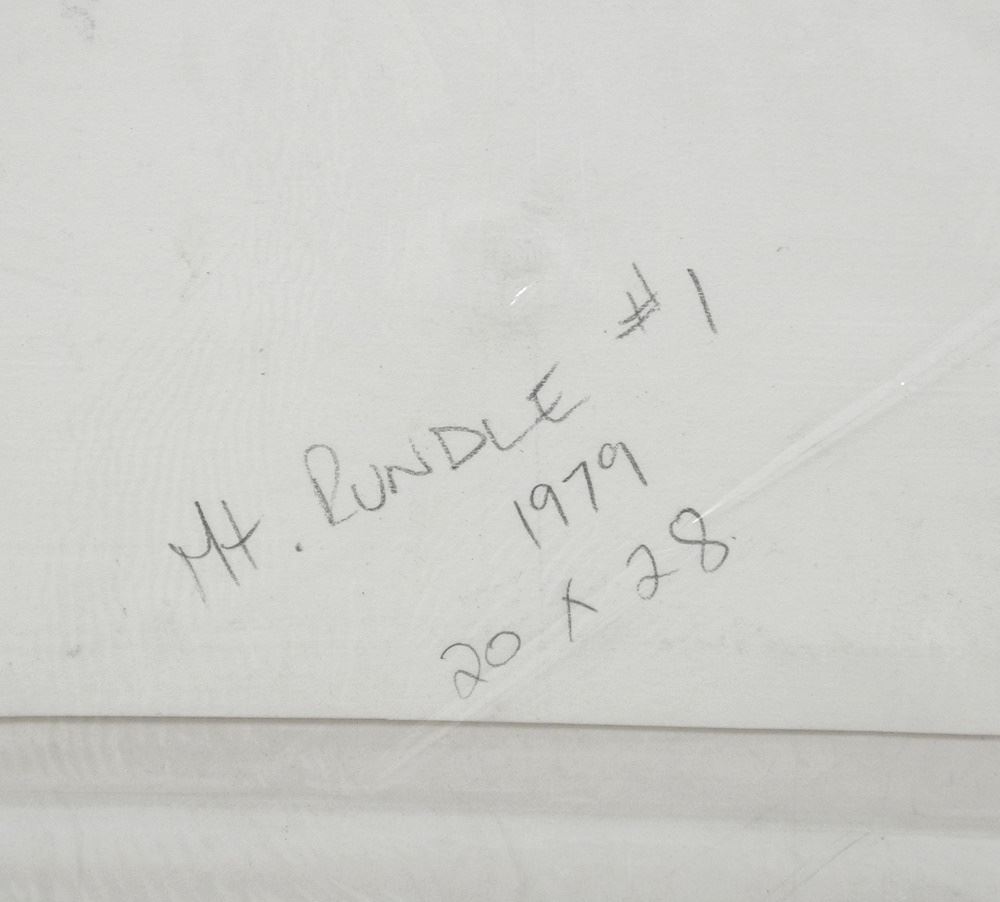 Mt. RUNDLE #1
1979
20 X 28